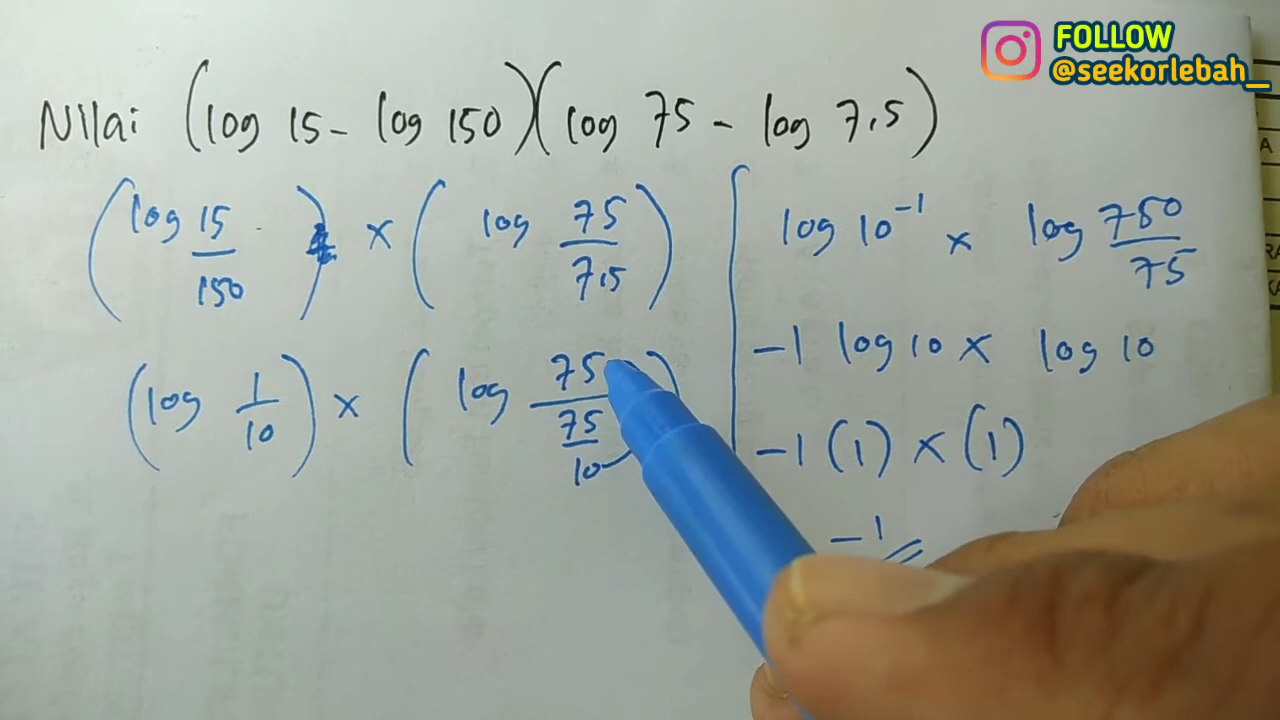 FOLLOW
@seekorlebah_
Nilai (log 15 - log 150)(log 75 - log 7,5)
(log 15/150) × (log 75/7,5)
(log 1/10) × (log 75/(75/10))
log 10⁻¹ × log 750/75
-1 log 10 × log 10
-1 (1) × (1)
-1